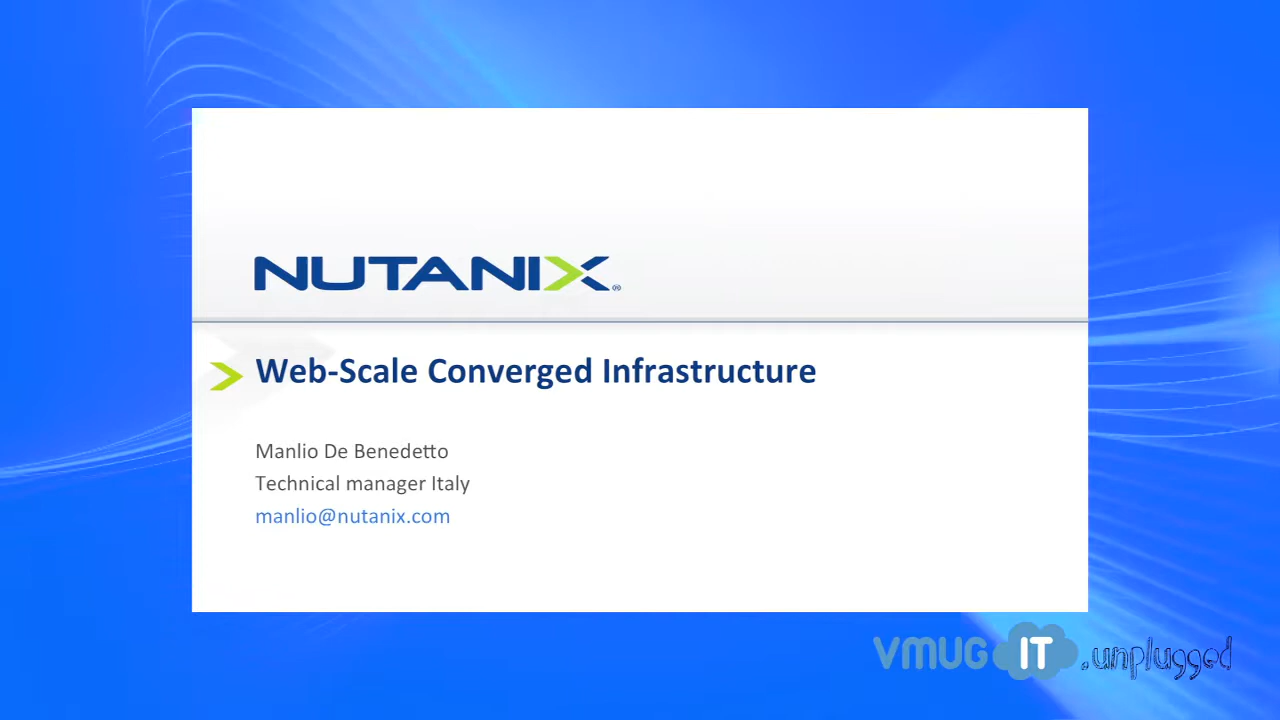 NUTANIX®
Web-Scale Converged Infrastructure
Manlio De Benedetto
Technical manager Italy
manlio@nutanix.com
VMUG IT .unplugged